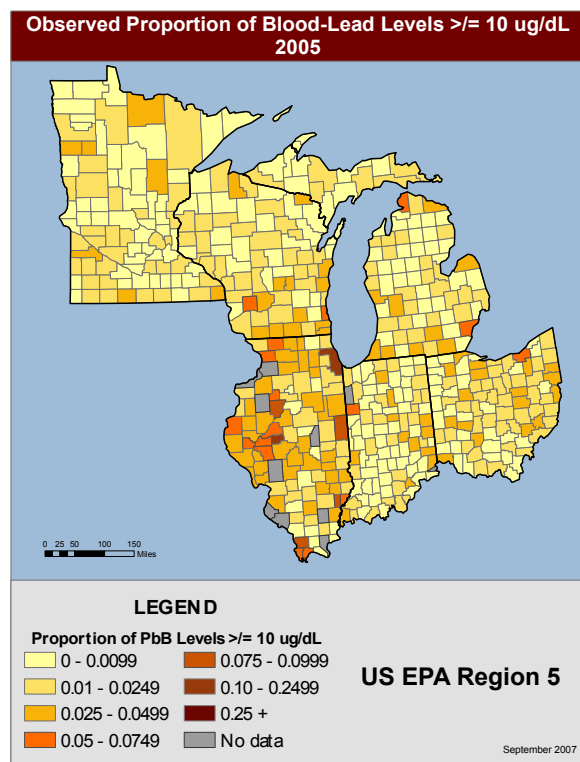 Observed Proportion of Blood-Lead Levels >/= 10 ug/dL
2005
0 25 50 100 150
Miles
LEGEND
Proportion of PbB Levels >/= 10 ug/dL
0 - 0.0099
0.01 - 0.0249
0.025 - 0.0499
0.05 - 0.0749
0.075 - 0.0999
0.10 - 0.2499
0.25 +
No data
US EPA Region 5
September 2007